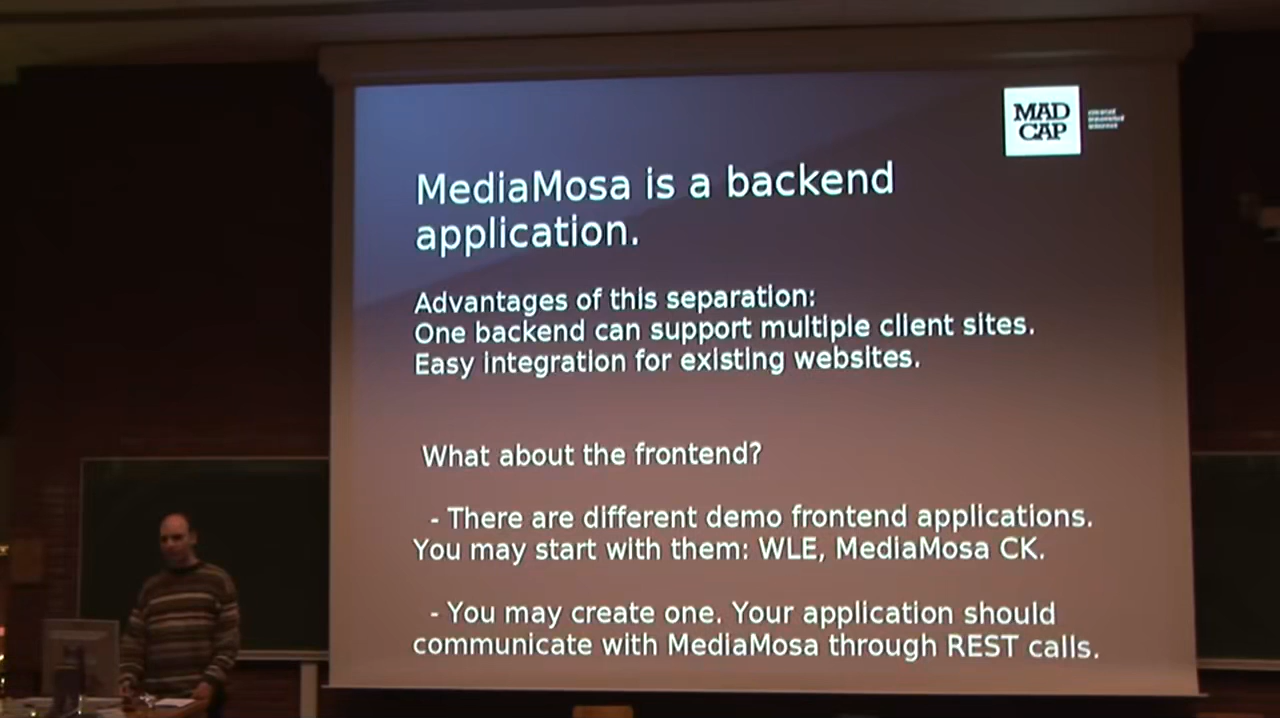 MAD
CAP
MediaMosa is a backend
application.
Advantages of this separation:
One backend can support multiple client sites.
Easy integration for existing websites.
What about the frontend?
- There are different demo frontend applications.
You may start with them: WLE, MediaMosa CK.
- You may create one. Your application should
communicate with MediaMosa through REST calls.